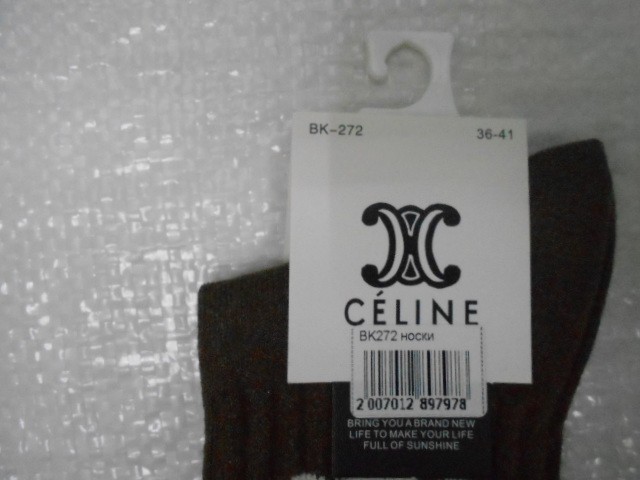 BK-272
36-41
CÉLINE
BK272 носки
2 007012 897978
BRING YOU A BRAND NEW
LIFE TO MAKE YOUR LIFE
FULL OF SUNSHINE